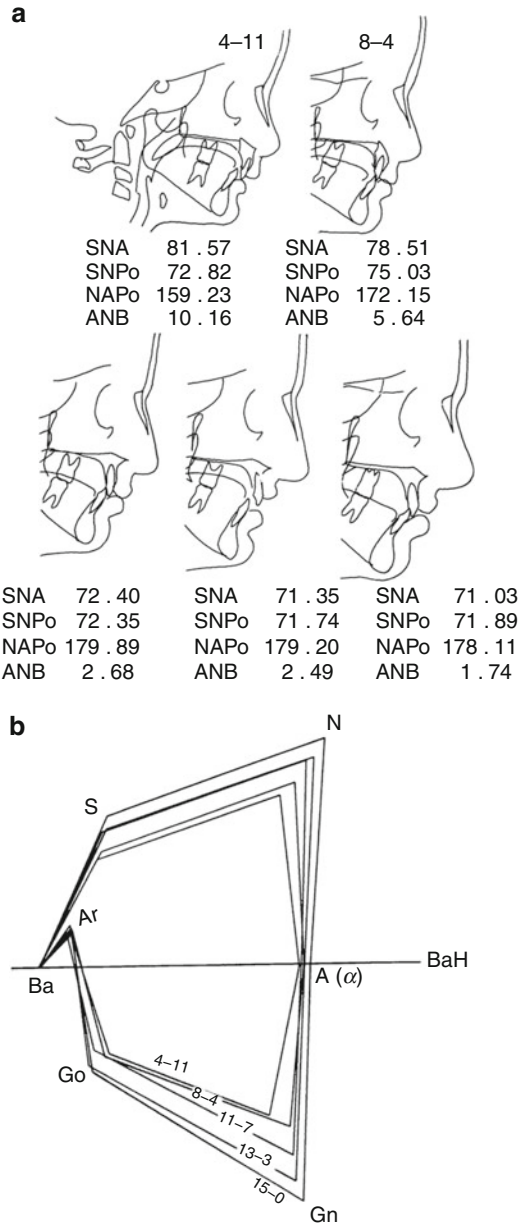 a
4–11 8–4
SNA 81 . 57 SNA 78 . 51
SNPo 72 . 82 SNPo 75 . 03
NAPo 159 . 23 NAPo 172 . 15
ANB 10 . 16 ANB 5 . 64
SNA 72 . 40 SNA 71 . 35 SNA 71 . 03
SNPo 72 . 35 SNPo 71 . 74 SNPo 71 . 89
NAPo 179 . 89 NAPo 179 . 20 NAPo 178 . 11
ANB 2 . 68 ANB 2 . 49 ANB 1 . 74
b
N
S
Ar
BaH
A (α)
Ba
4–11
Go
8–4
11–7
13–3
15–0
Gn